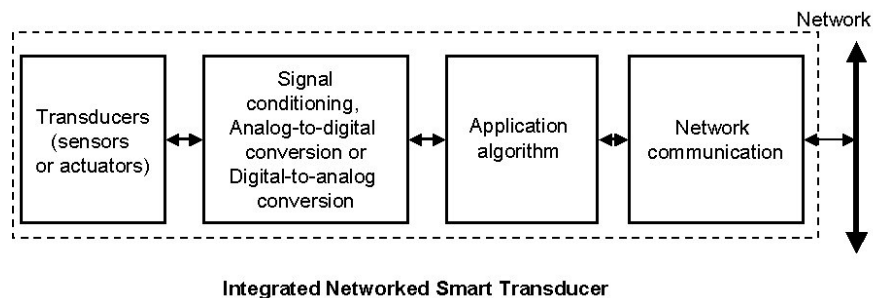 Network
Transducers
(sensors
or actuators)
Signal
conditioning,
Analog-to-digital
conversion or
Digital-to-analog
conversion
Application
algorithm
Network
communication
Integrated Networked Smart Transducer